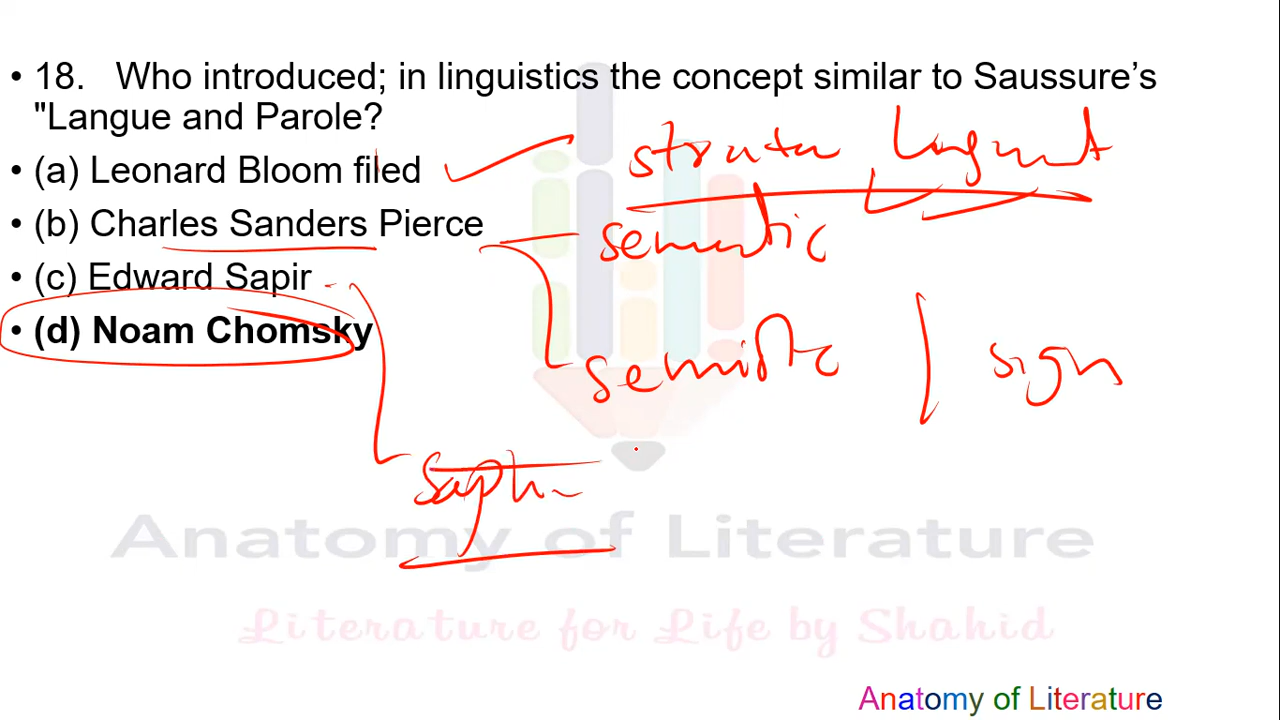 • 18. Who introduced; in linguistics the concept similar to Saussure’s
"Langue and Parole?
• (a) Leonard Bloom filed
• (b) Charles Sanders Pierce
• (c) Edward Sapir
• (d) Noam Chomsky
semantic
semiotic
sign
Anatomy of Literature
Literature for Life by Shahid
Anatomy of Literature